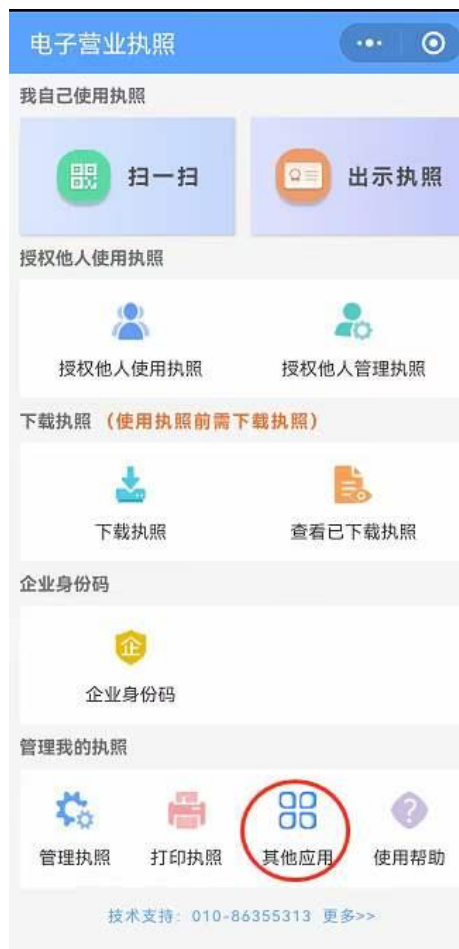 电子营业执照
我自己使用执照
扫一扫
出示执照
授权他人使用执照
授权他人使用执照
授权他人管理执照
下载执照 (使用执照前需下载执照)
下载执照
查看已下载执照
企业身份码
企
企业身份码
管理我的执照
管理执照
打印执照
其他应用
使用帮助
技术支持: 010-86355313 更多>>